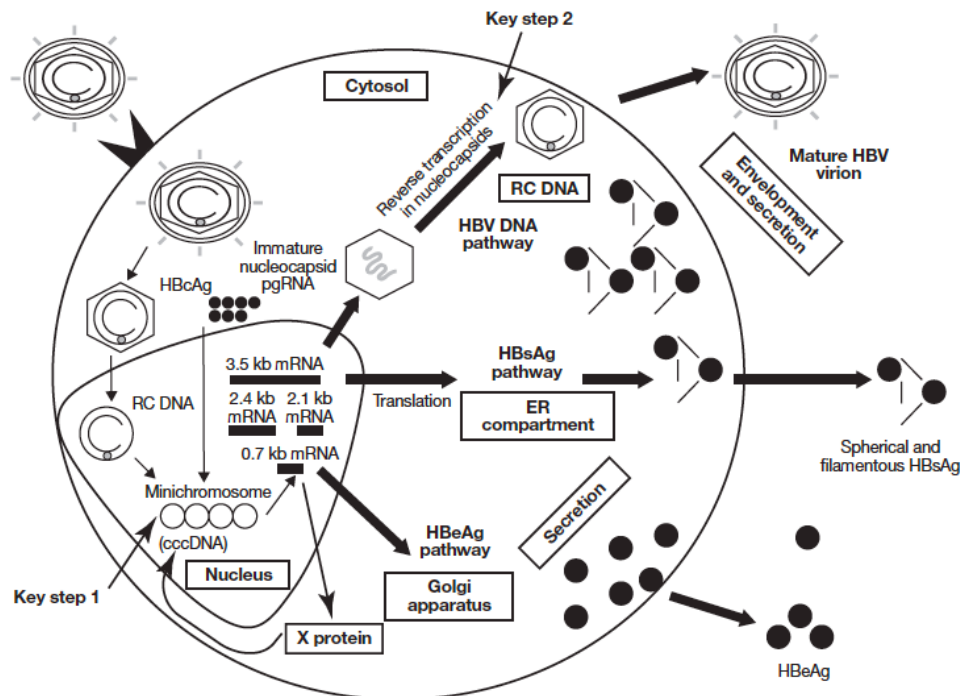 Key step 2
Cytosol
Reverse transcription
in nucleocapsids
RC DNA
HBV DNA
pathway
Mature HBV
virion
Envelopment
and secretion
Immature
nucleocapsid
pgRNA
HBcAg
3.5 kb mRNA
2.4 kb
mRNA
2.1 kb
mRNA
0.7 kb mRNA
Translation
HBsAg
pathway
ER
compartment
Spherical and
filamentous HBsAg
RC DNA
Minichromosome
(cccDNA)
Nucleus
Key step 1
X protein
HBeAg
pathway
Golgi
apparatus
Secretion
HBeAg